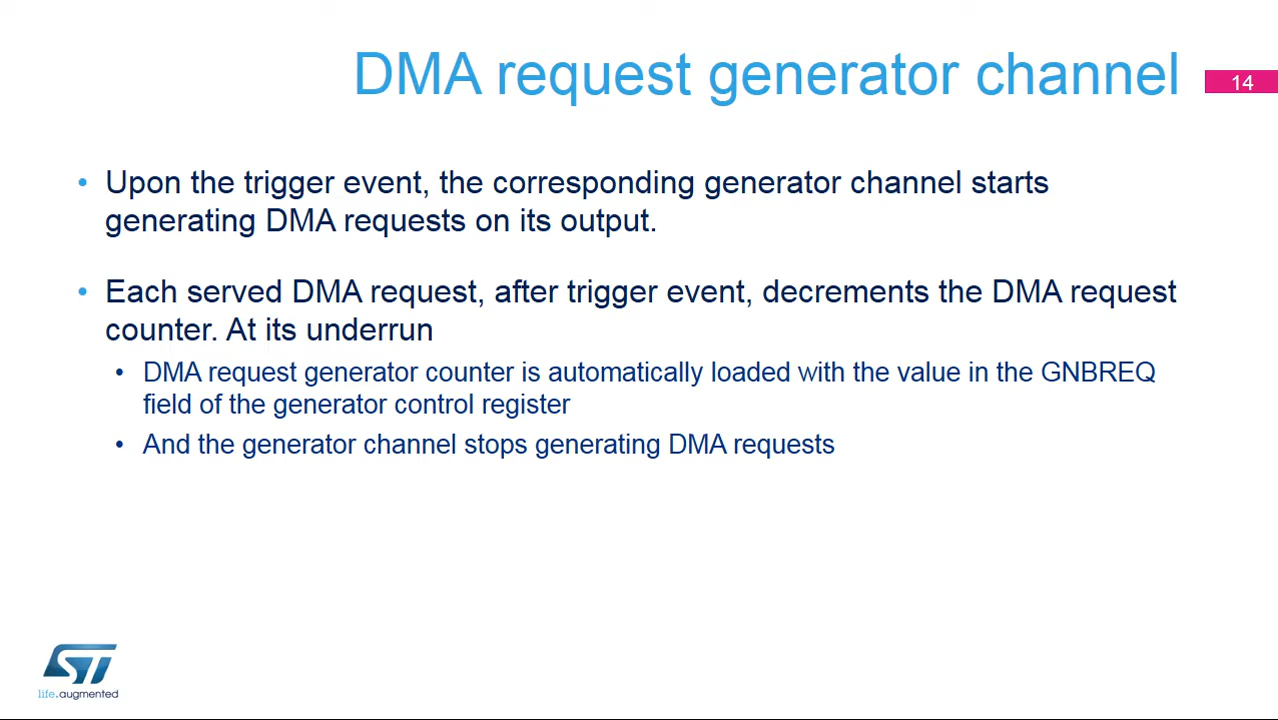 DMA request generator channel
14
• Upon the trigger event, the corresponding generator channel starts
generating DMA requests on its output.
• Each served DMA request, after trigger event, decrements the DMA request
counter. At its underrun
• DMA request generator counter is automatically loaded with the value in the GNBREQ
field of the generator control register
• And the generator channel stops generating DMA requests
ST
life.augmented